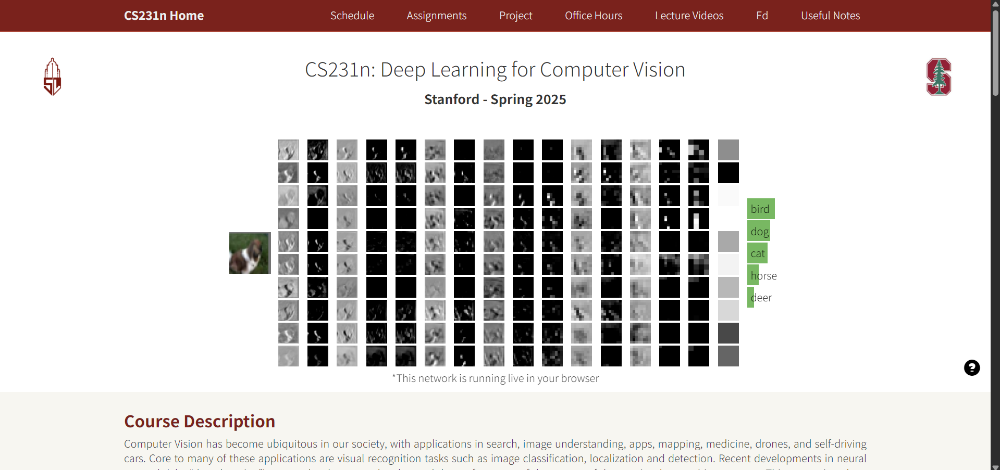 CS231n Home
Schedule
Assignments
Project
Office Hours
Lecture Videos
Ed
Useful Notes
CS231n: Deep Learning for Computer Vision
Stanford - Spring 2025
bird
dog
cat
horse
deer
*This network is running live in your browser
Course Description
Computer Vision has become ubiquitous in our society, with applications in search, image understanding, apps, mapping, medicine, drones, and self-driving
cars. Core to many of these applications are visual recognition tasks such as image classification, localization and detection. Recent developments in neural